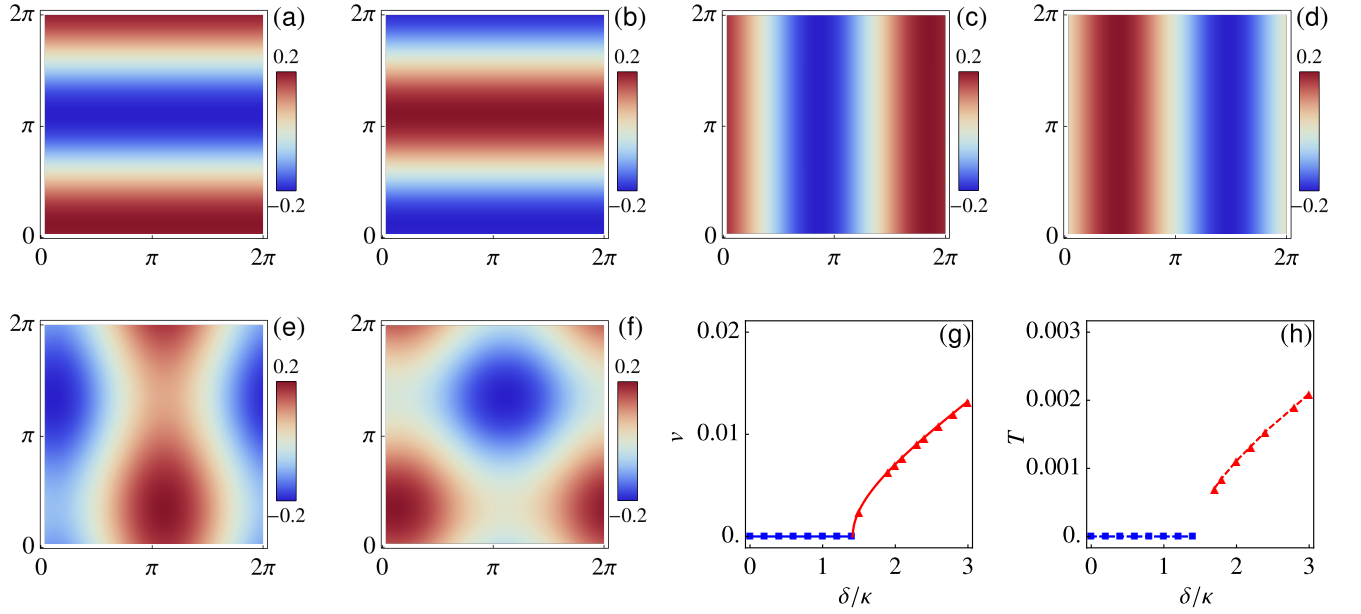 2π (a) 2π (b) 2π (c) 2π (d)
0.2 0.2 0.2 0.2
π π π π
−0.2 −0.2 −0.2 −0.2
0 0 0 0
0 π 2π 0 π 2π 0 π 2π 0 π 2π
2π (e) 2π (f) 0.02 (g) 0.003 (h)
0.2 0.2
0.002
π π v 0.01 T
0.001
−0.2 −0.2
0 0 0. 0.
0 π 2π 0 π 2π 0 1 2 3 0 1 2 3
δ/κ δ/κ